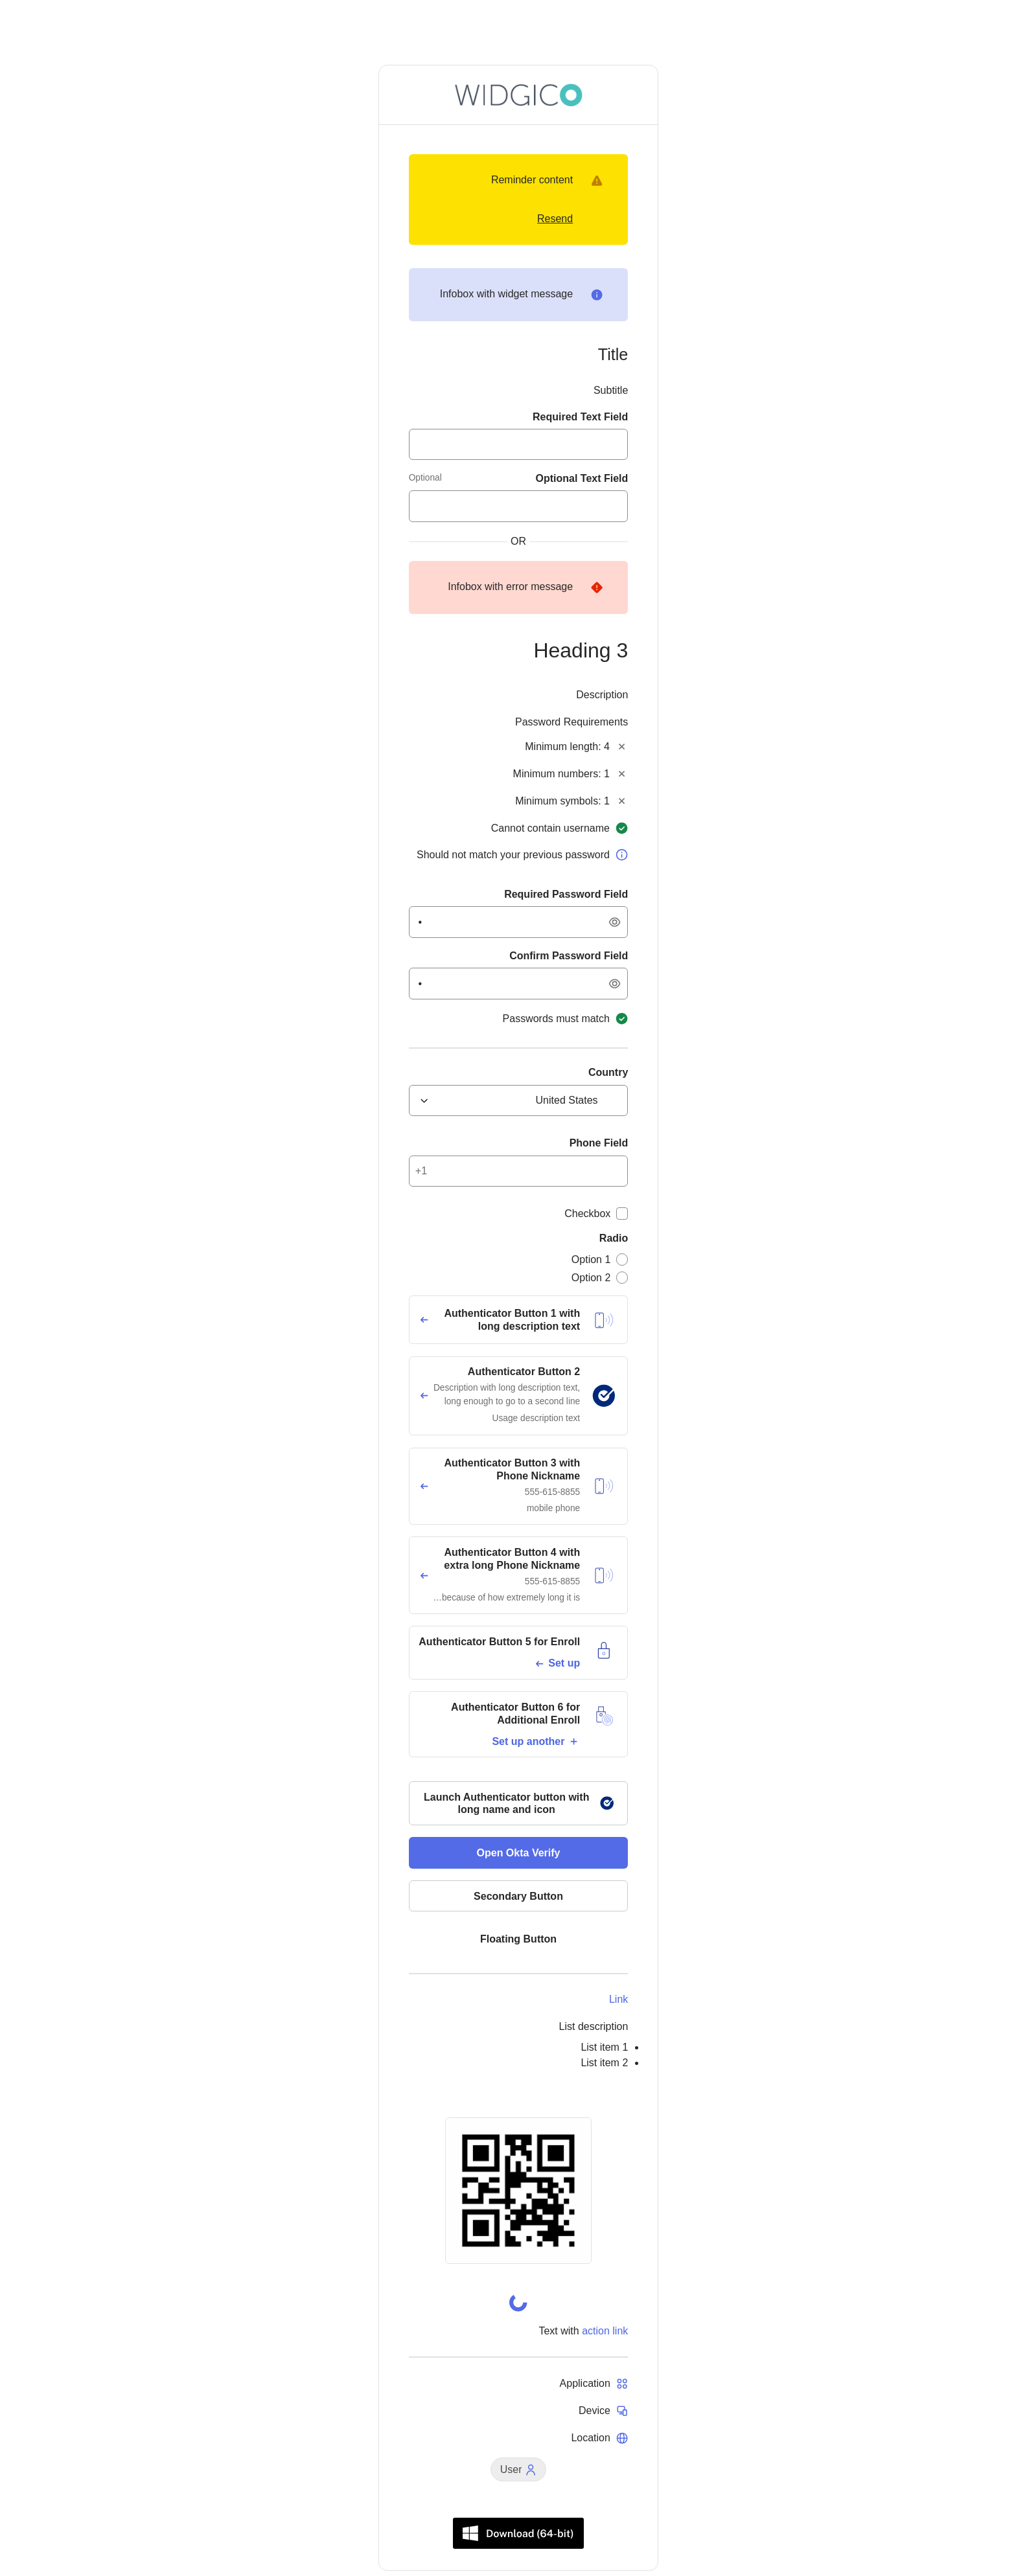 WIDGICO
Reminder content
Resend
Infobox with widget message
Title
Subtitle
Required Text Field
Optional Text Field
Optional
OR
Infobox with error message
Heading 3
Description
Password Requirements
Minimum length: 4
Minimum numbers: 1
Minimum symbols: 1
Cannot contain username
Should not match your previous password
Required Password Field
•
Confirm Password Field
•
Passwords must match
Country
United States
Phone Field
+1
Checkbox
Radio
Option 1
Option 2
Authenticator Button 1 with
long description text
Authenticator Button 2
Description with long description text,
long enough to go to a second line
Usage description text
Authenticator Button 3 with
Phone Nickname
555-615-8855
mobile phone
Authenticator Button 4 with
extra long Phone Nickname
555-615-8855
…because of how extremely long it is
Authenticator Button 5 for Enroll
Set up
Authenticator Button 6 for
Additional Enroll
Set up another
Launch Authenticator button with
long name and icon
Open Okta Verify
Secondary Button
Floating Button
Link
List description
List item 1
List item 2
Text with action link
Application
Device
Location
User
Download (64-bit)